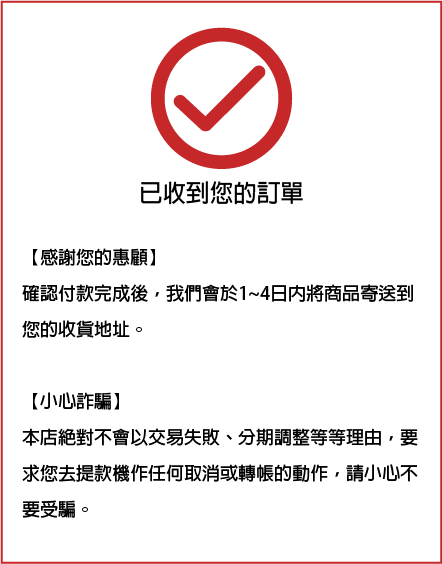 已收到您的訂單
【感謝您的惠顧】
確認付款完成後，我們會於1~4日內將商品寄送到
您的收貨地址。
【小心詐騙】
本店絕對不會以交易失敗、分期調整等等理由，要
求您去提款機作任何取消或轉帳的動作，請小心不
要受騙。